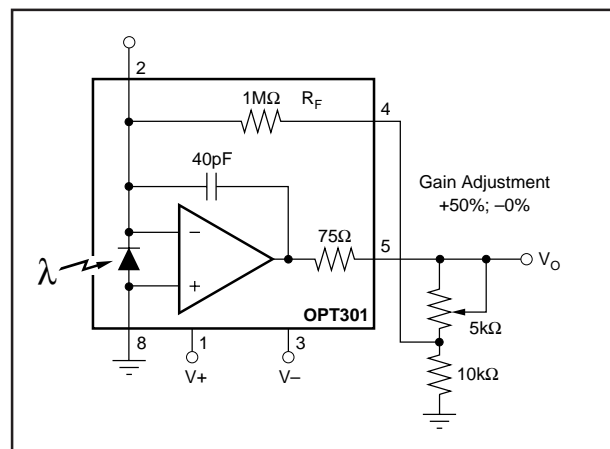 2
1MΩ R_F
4
40pF
Gain Adjustment
+50%; –0%
75Ω
5
V_O
λ
–
+
OPT301
5kΩ
8
1
3
V+
V–
10kΩ